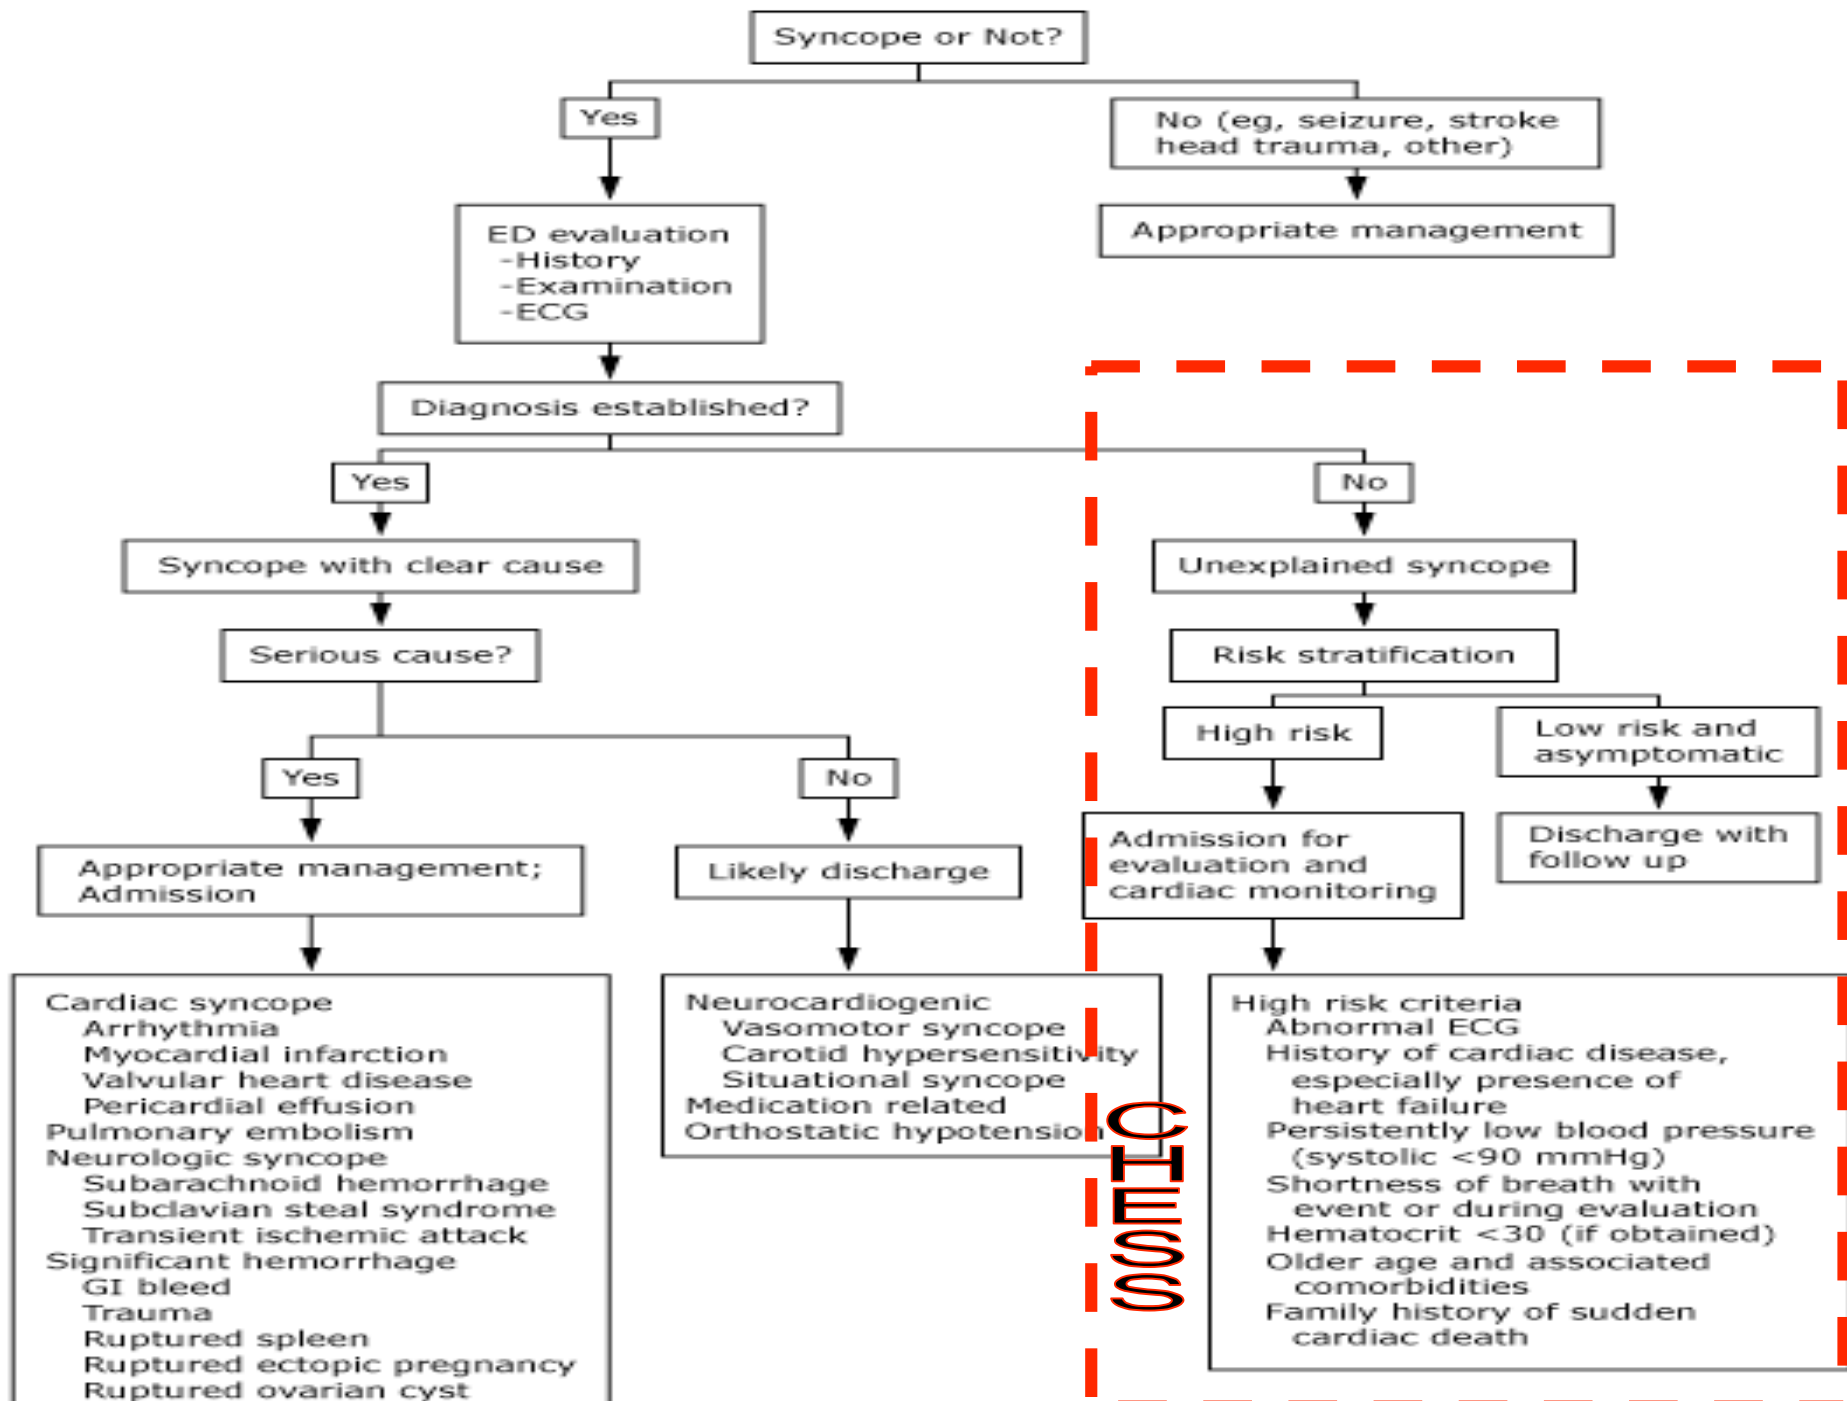 Syncope or Not?
Yes
No (eg, seizure, stroke
head trauma, other)
ED evaluation
-History
-Examination
-ECG
Appropriate management
Diagnosis established?
Yes
No
Syncope with clear cause
Unexplained syncope
Serious cause?
Risk stratification
Yes
No
High risk
Low risk and
asymptomatic
Appropriate management;
Admission
Likely discharge
Admission for
evaluation and
cardiac monitoring
Discharge with
follow up
Cardiac syncope
Arrhythmia
Myocardial infarction
Valvular heart disease
Pericardial effusion
Pulmonary embolism
Neurologic syncope
Subarachnoid hemorrhage
Subclavian steal syndrome
Transient ischemic attack
Significant hemorrhage
GI bleed
Trauma
Ruptured spleen
Ruptured ectopic pregnancy
Ruptured ovarian cyst
Neurocardiogenic
Vasomotor syncope
Carotid hypersensitivity
Situational syncope
Medication related
Orthostatic hypotension
C
H
E
S
S
High risk criteria
Abnormal ECG
History of cardiac disease,
especially presence of
heart failure
Persistently low blood pressure
(systolic <90 mmHg)
Shortness of breath with
event or during evaluation
Hematocrit <30 (if obtained)
Older age and associated
comorbidities
Family history of sudden
cardiac death